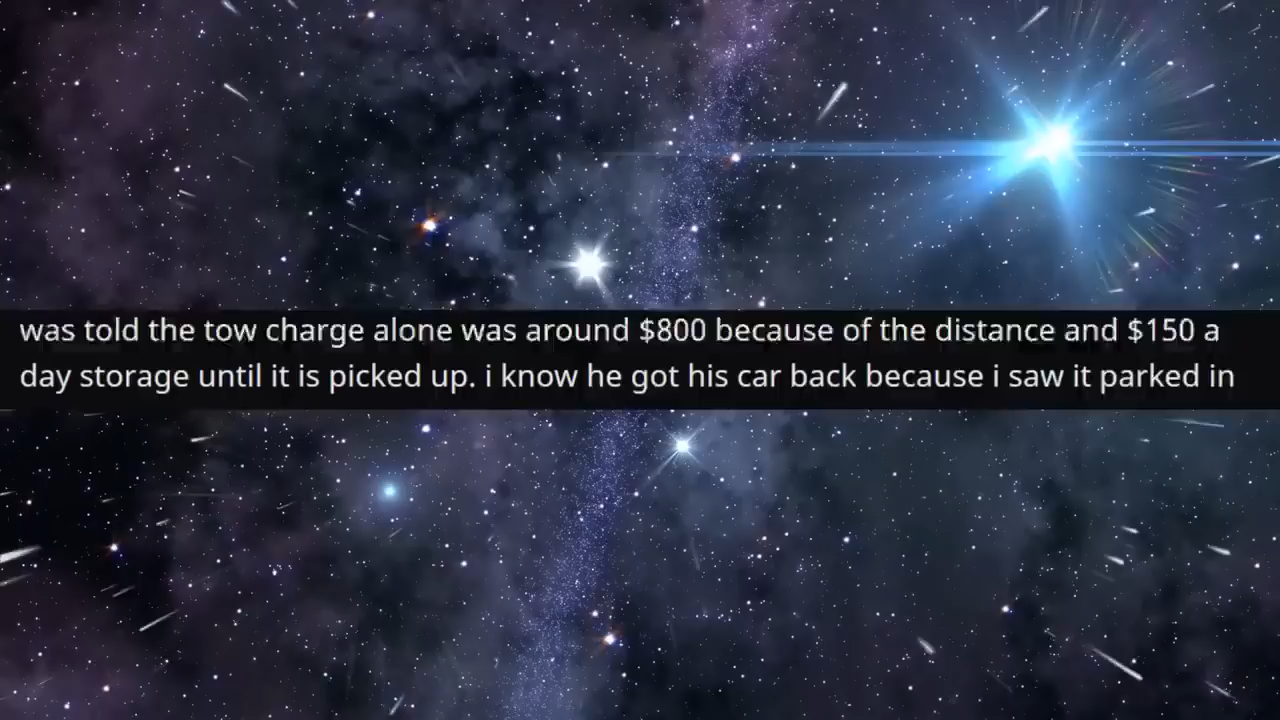 was told the tow charge alone was around $800 because of the distance and $150 a
day storage until it is picked up. i know he got his car back because i saw it parked in